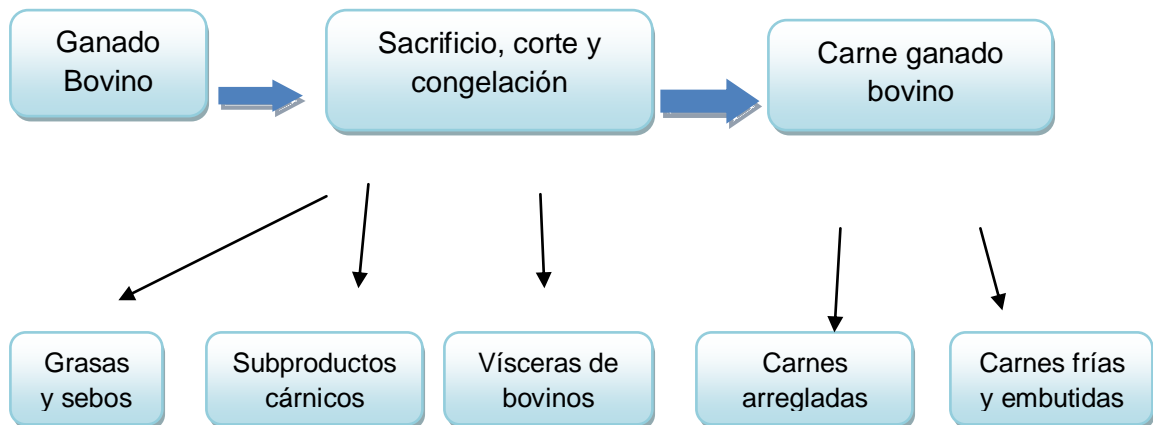 Ganado
Bovino
Sacrificio, corte y
congelación
Carne ganado
bovino
Grasas
y sebos
Subproductos
cárnicos
Vísceras de
bovinos
Carnes
arregladas
Carnes frías
y embutidas